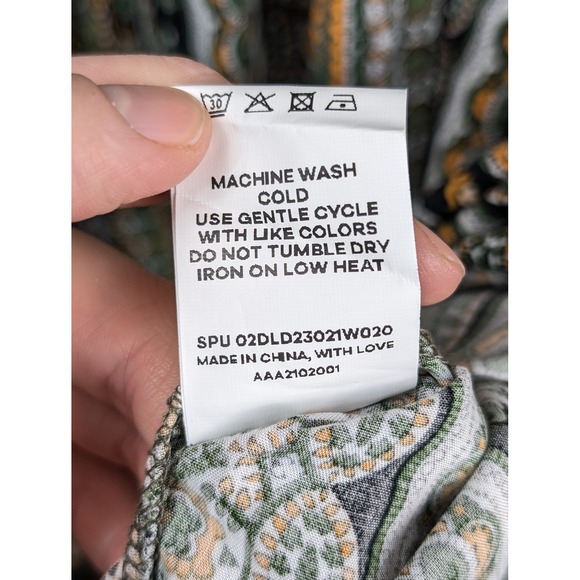 30
MACHINE WASH
COLD
USE GENTLE CYCLE
WITH LIKE COLORS
DO NOT TUMBLE DRY
IRON ON LOW HEAT
SPU 02DLD23021W020
MADE IN CHINA, WITH LOVE
AAA2102001